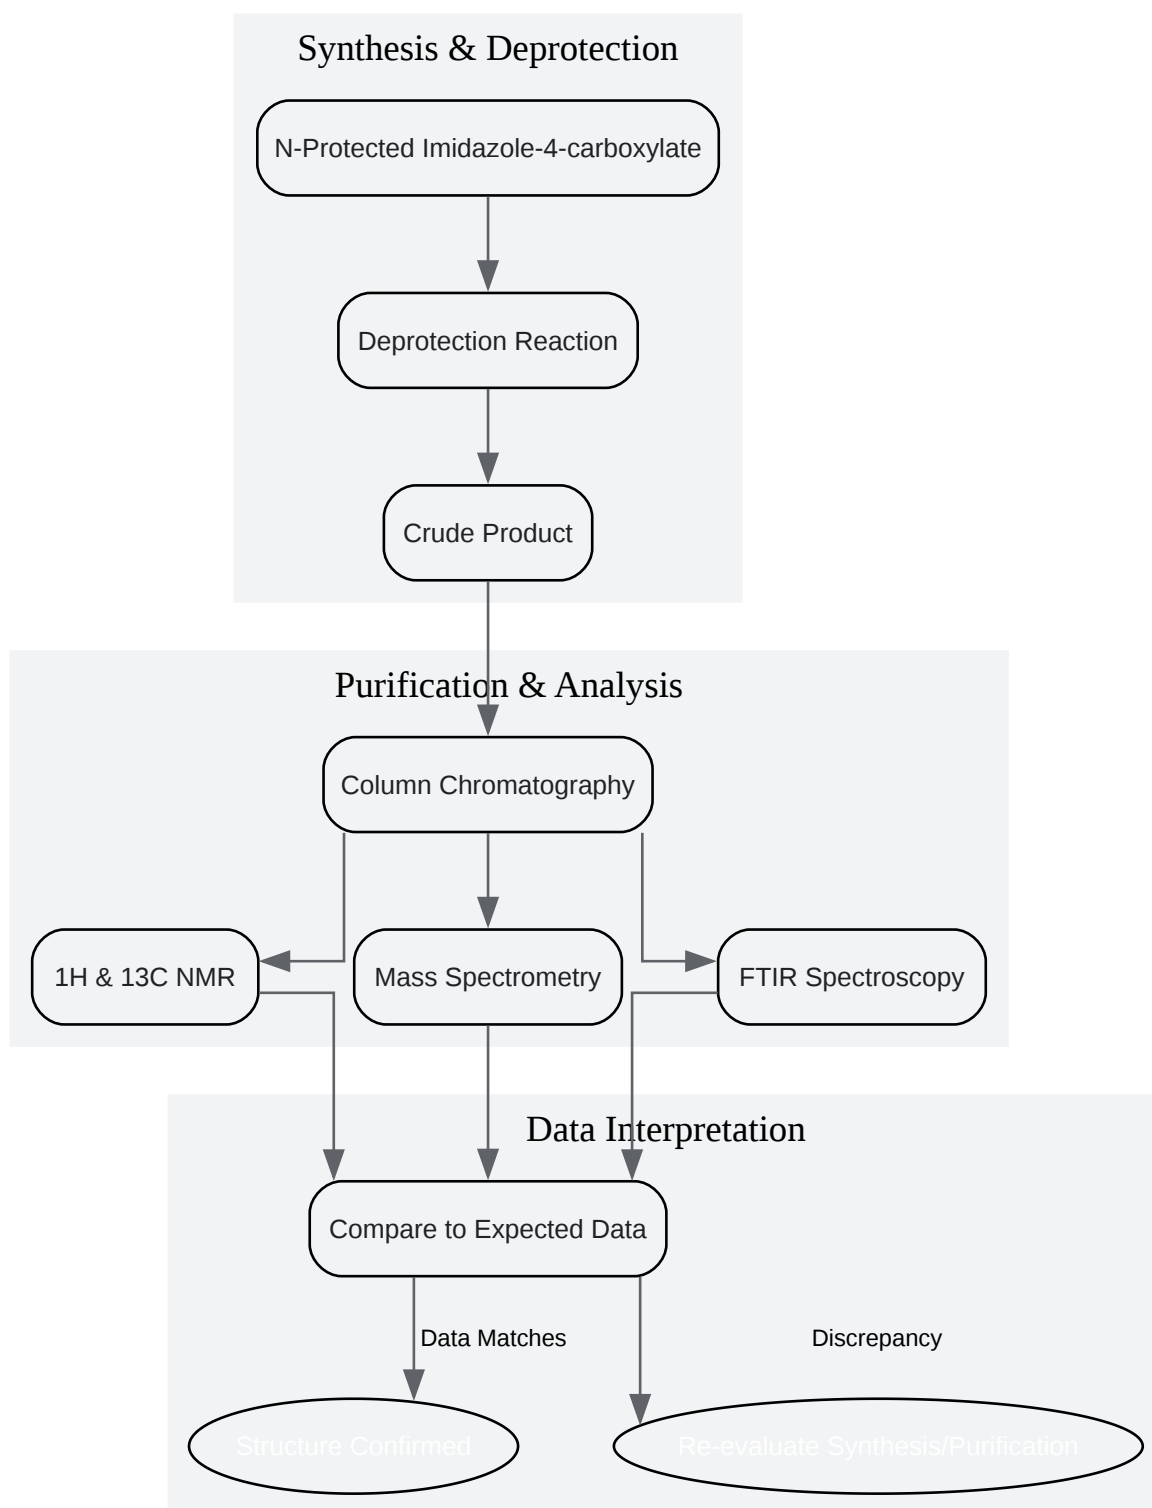 Synthesis & Deprotection
N-Protected Imidazole-4-carboxylate
Deprotection Reaction
Crude Product
Purification & Analysis
Column Chromatography
1H & 13C NMR
Mass Spectrometry
FTIR Spectroscopy
Data Interpretation
Compare to Expected Data
Data Matches
Discrepancy
Structure Confirmed
Re-evaluate Synthesis/Purification